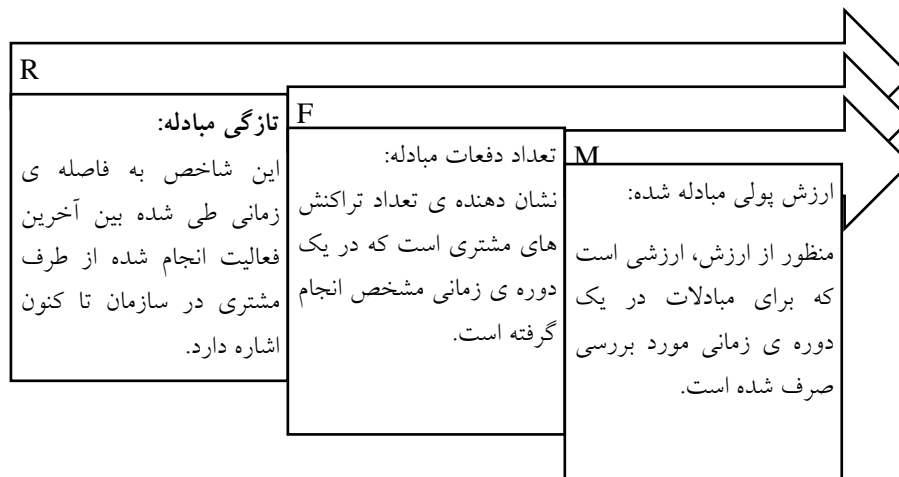 R
تازگی مبادله:
این شاخص به فاصله ی
زمانی طی شده بین آخرین
فعالیت انجام شده از طرف
مشتری در سازمان تا کنون
اشاره دارد.
F
تعداد دفعات مبادله:
نشان دهنده ی تعداد تراکنش
های مشتری است که در یک
دوره ی زمانی مشخص انجام
گرفته است.
M
ارزش پولی مبادله شده:
منظور از ارزش، ارزشی است
که برای مبادلات در یک
دوره ی زمانی مورد بررسی
صرف شده است.